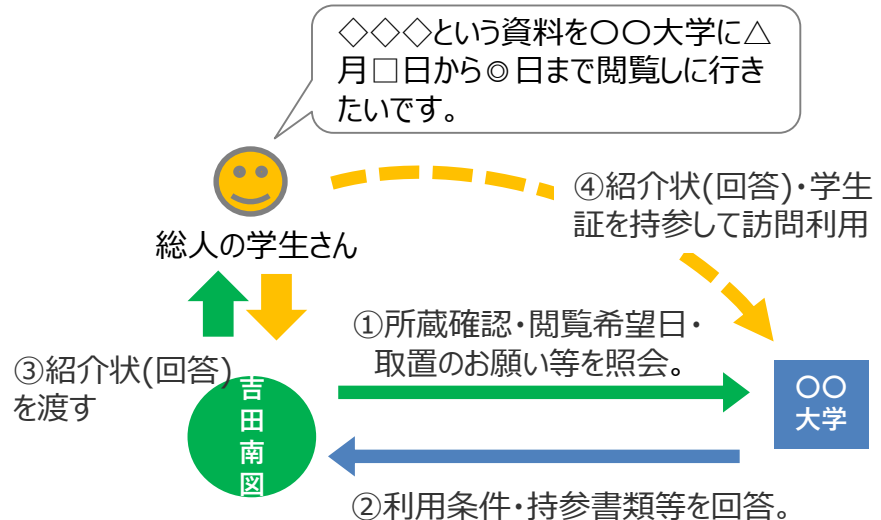 ◇◇◇という資料を〇〇大学に△
月□日から◎日まで閲覧しに行き
たいです。
総人の学生さん
④紹介状(回答)・学生
証を持参して訪問利用
①所蔵確認・閲覧希望日・
取置のお願い等を照会。
③紹介状(回答)
を渡す
吉田南図
〇〇
大学
②利用条件・持参書類等を回答。